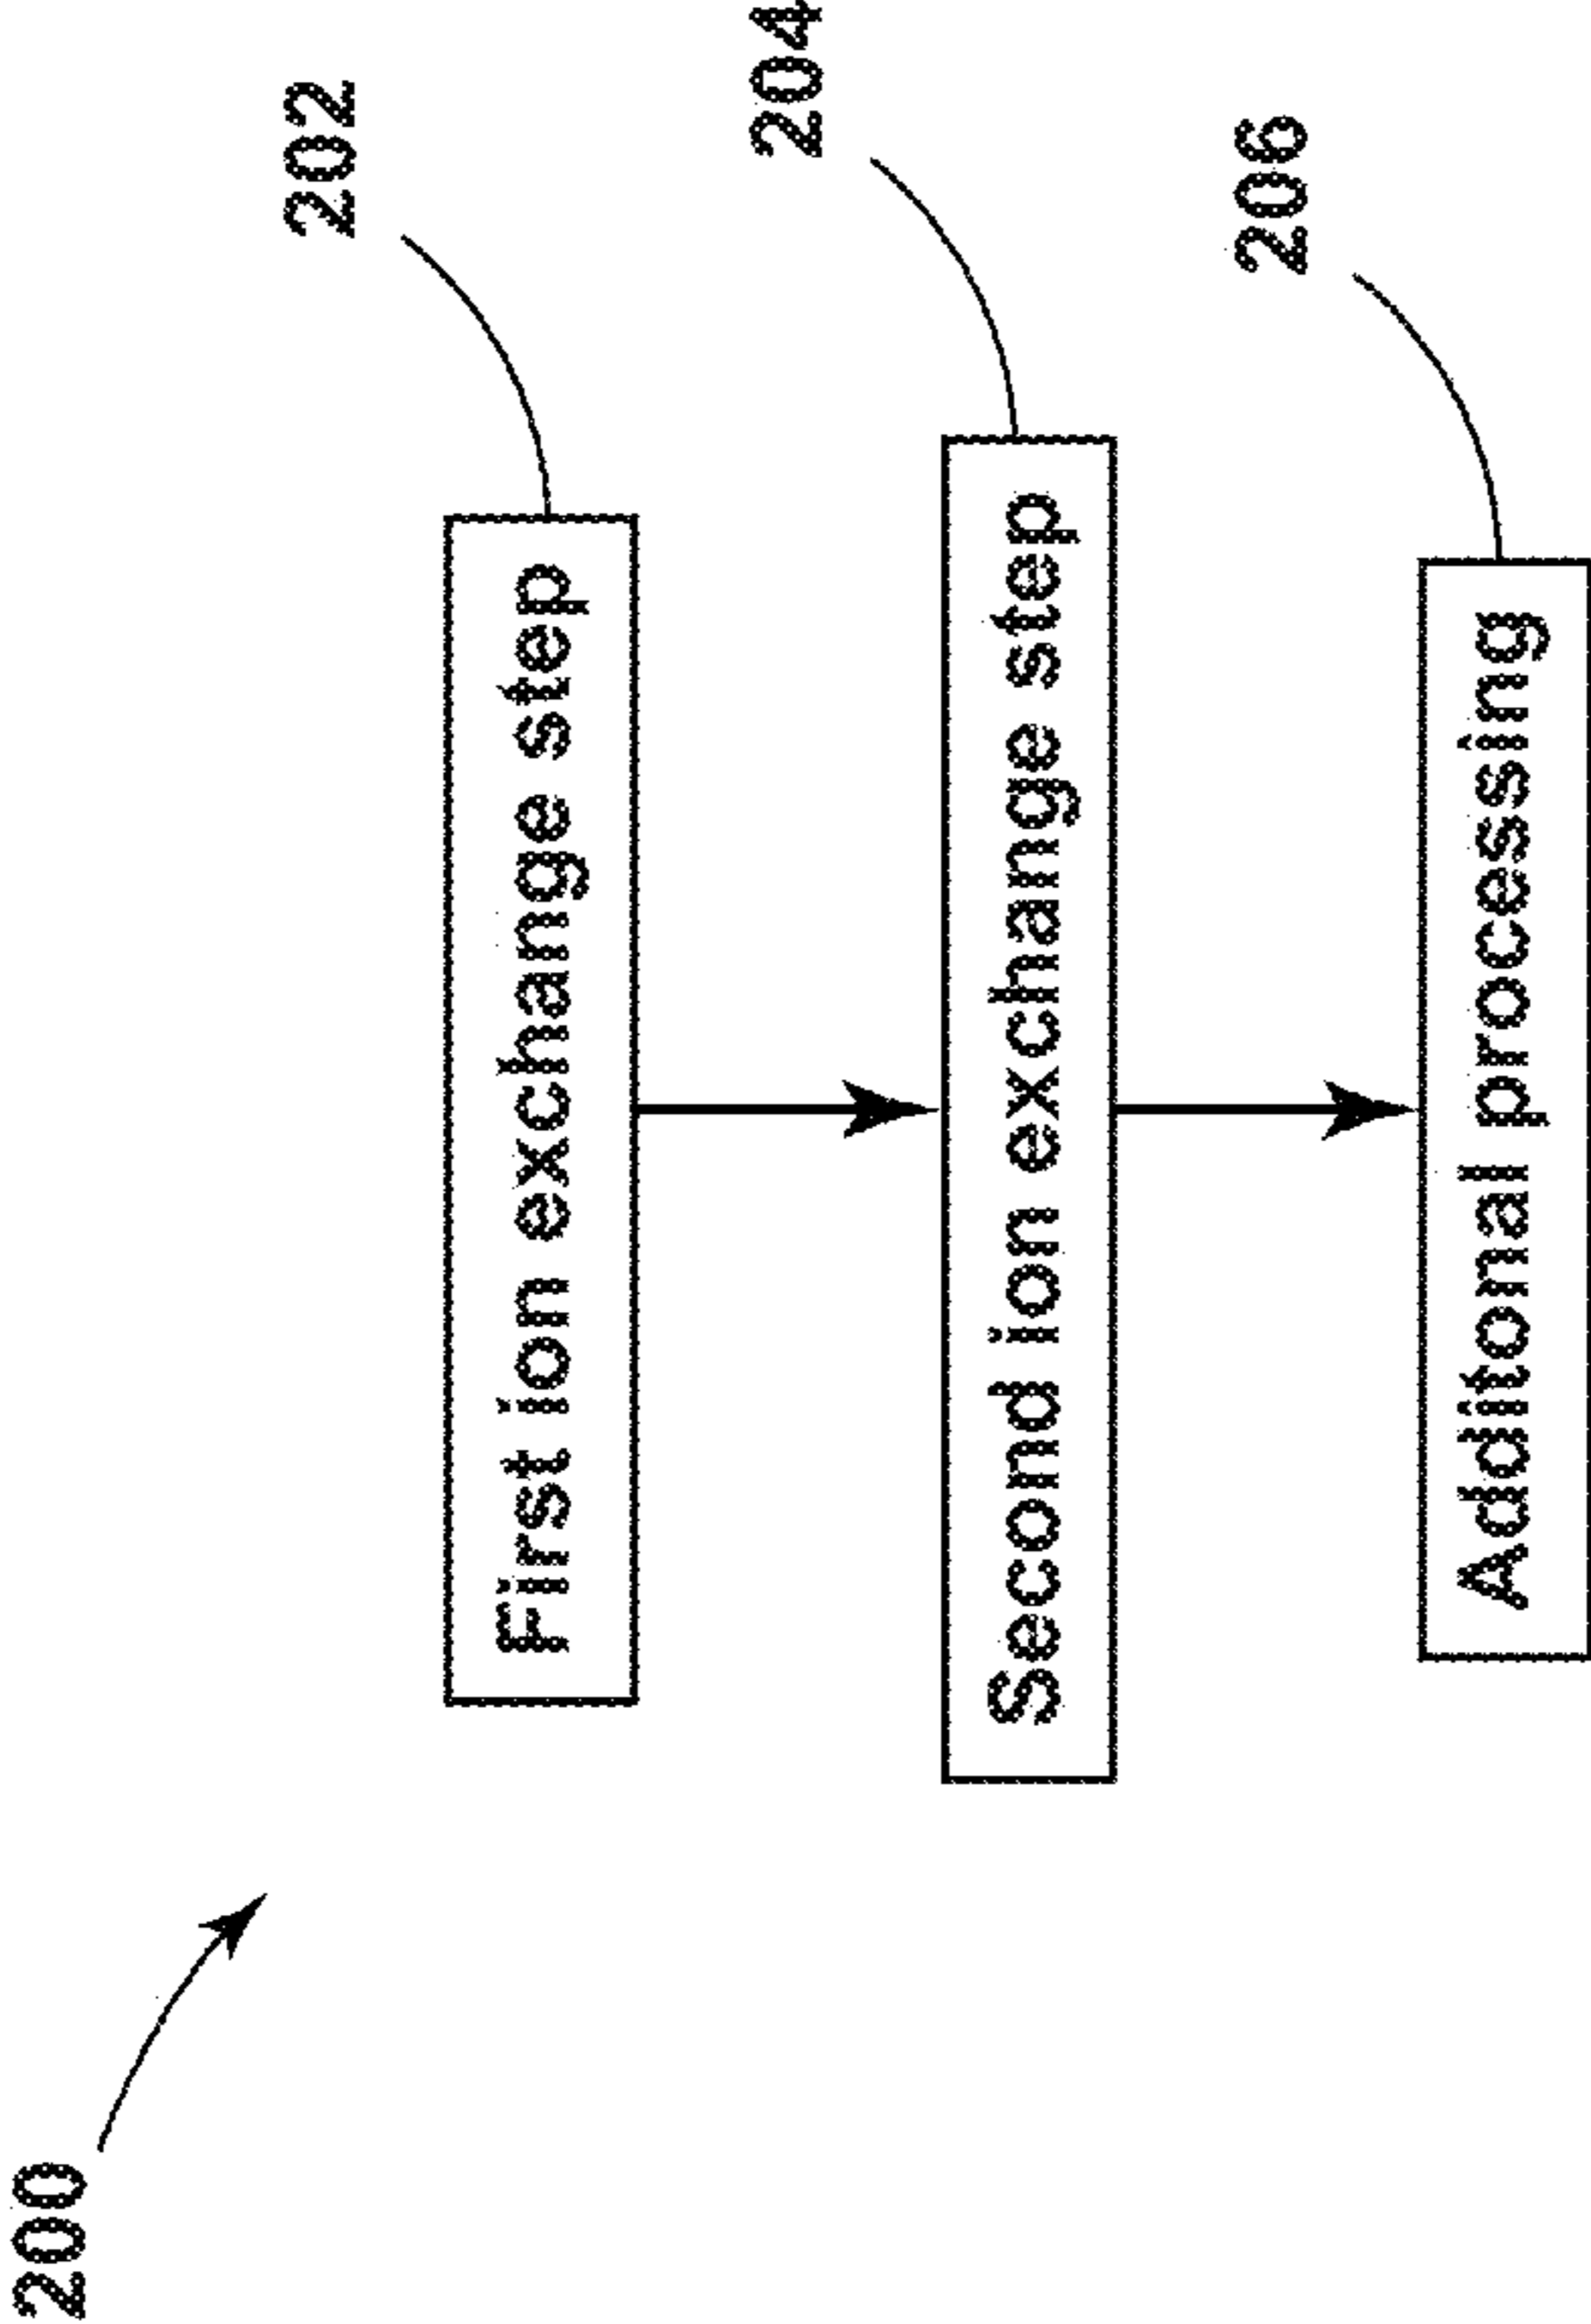 200
202
First ion exchange step
204
Second ion exchange step
206
Additonal processing